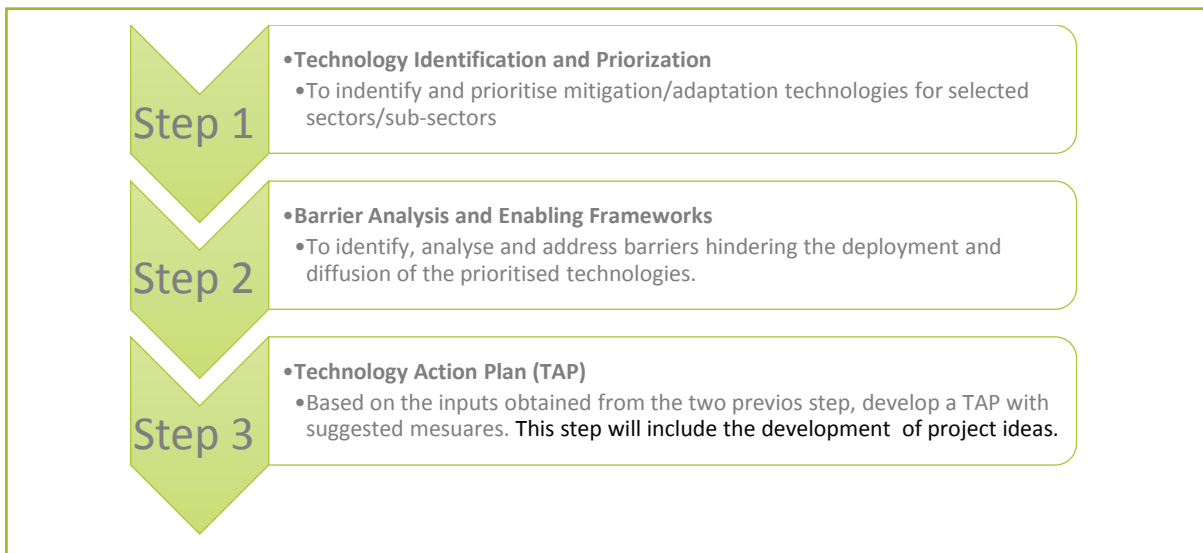 Step 1
•Technology Identification and Priorization
•To indentify and prioritise mitigation/adaptation technologies for selected
sectors/sub-sectors
Step 2
•Barrier Analysis and Enabling Frameworks
•To identify, analyse and address barriers hindering the deployment and
diffusion of the prioritised technologies.
Step 3
•Technology Action Plan (TAP)
•Based on the inputs obtained from the two previos step, develop a TAP with
suggested mesuares. This step will include the development of project ideas.